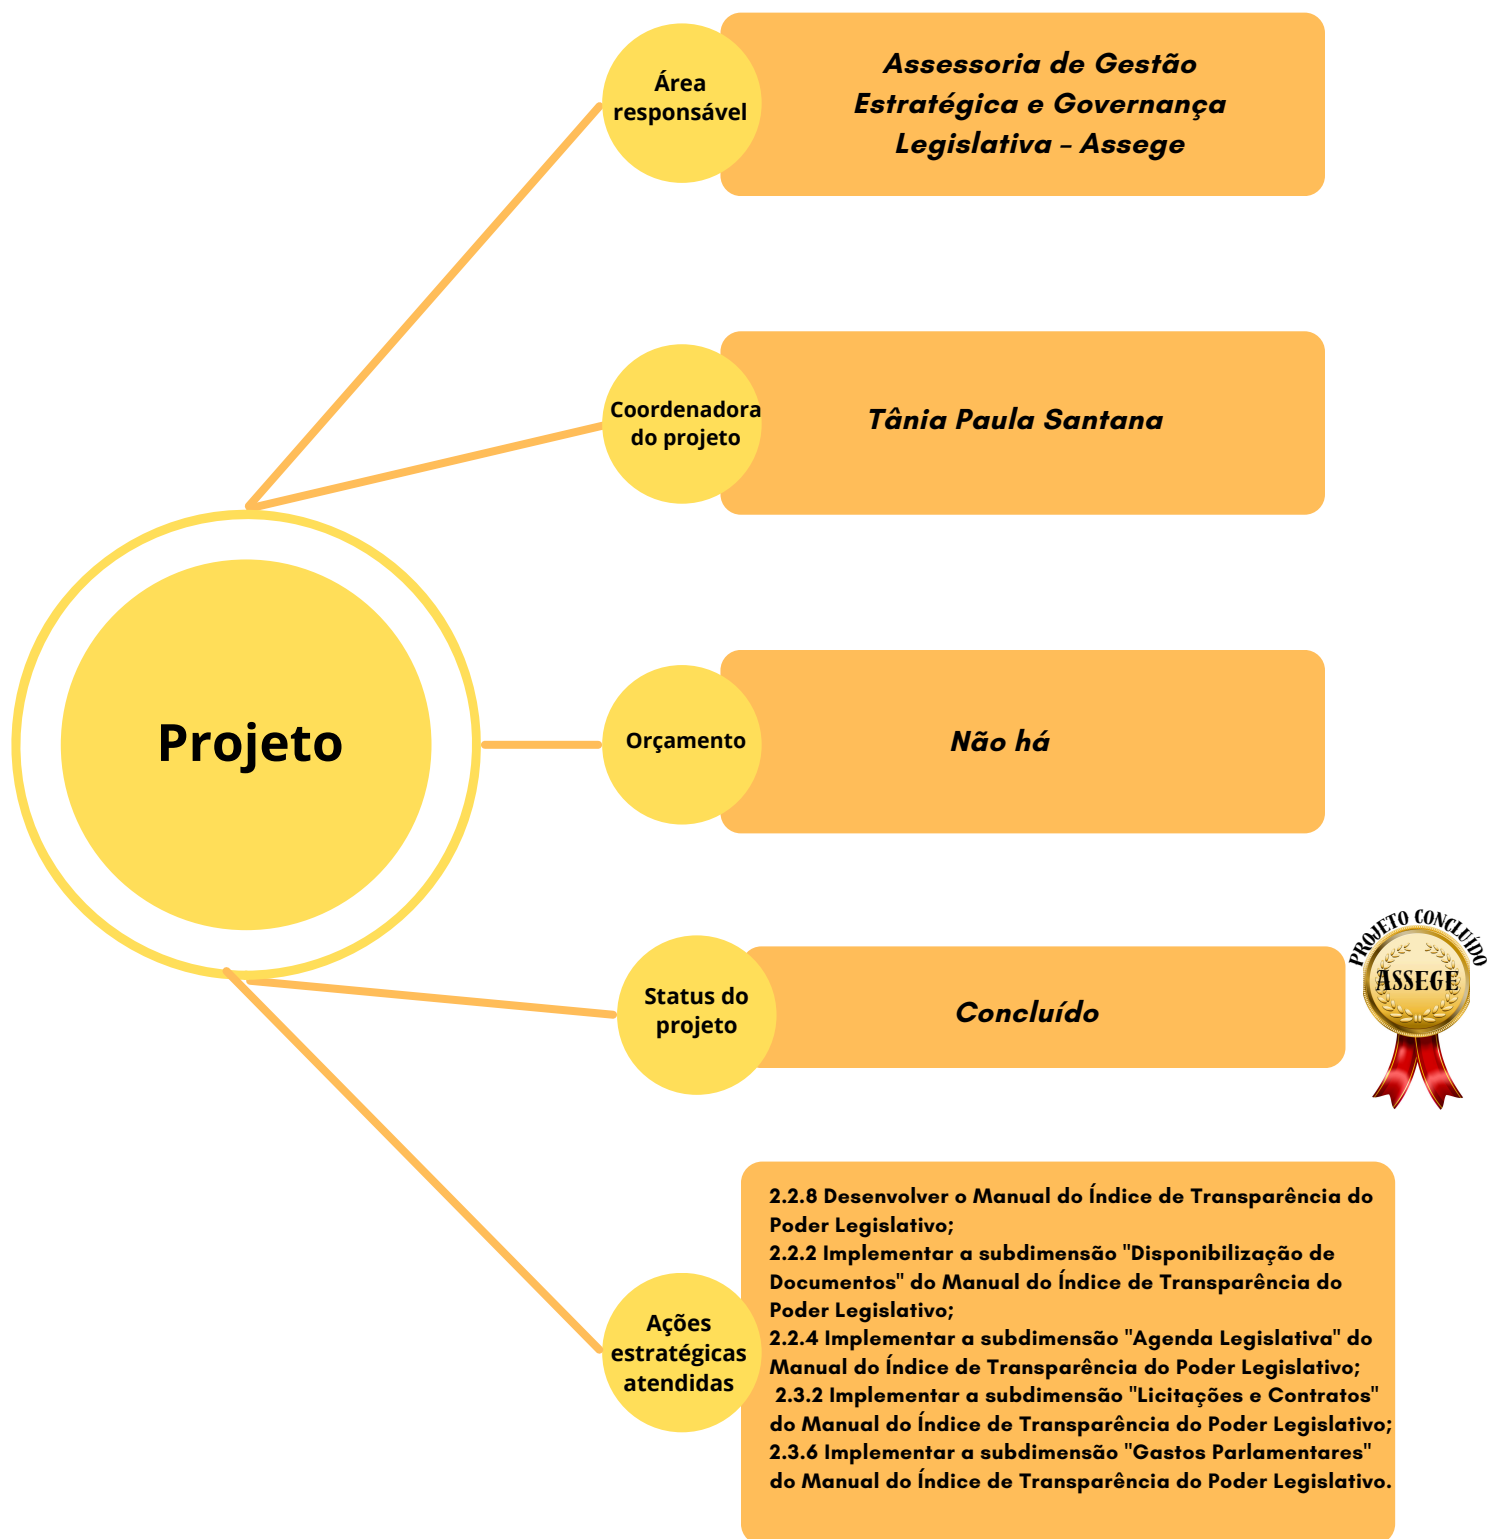 Área
responsável
Assessoria de Gestão
Estratégica e Governança
Legislativa – Assege
Coordenadora
do projeto
Tânia Paula Santana
Projeto
Orçamento
Não há
Status do
projeto
Concluído
PROJETO CONCLUÍDO
ASSEGE
Ações
estratégicas
atendidas
2.2.8 Desenvolver o Manual do Índice de Transparência do
Poder Legislativo;
2.2.2 Implementar a subdimensão "Disponibilização de
Documentos" do Manual do Índice de Transparência do
Poder Legislativo;
2.2.4 Implementar a subdimensão "Agenda Legislativa" do
Manual do Índice de Transparência do Poder Legislativo;
2.3.2 Implementar a subdimensão "Licitações e Contratos"
do Manual do Índice de Transparência do Poder Legislativo;
2.3.6 Implementar a subdimensão "Gastos Parlamentares"
do Manual do Índice de Transparência do Poder Legislativo.